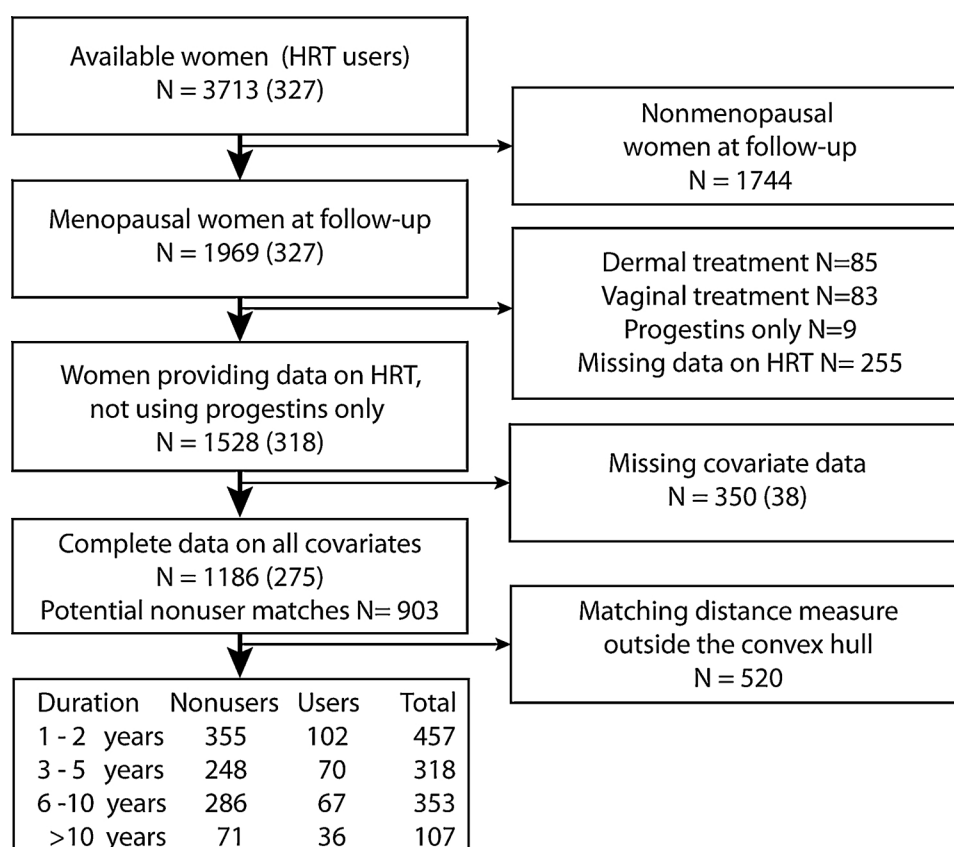 Available women (HRT users)
N = 3713 (327)
Nonmenopausal
women at follow-up
N = 1744
Menopausal women at follow-up
N = 1969 (327)
Dermal treatment N=85
Vaginal treatment N=83
Progestins only N=9
Missing data on HRT N= 255
Women providing data on HRT,
not using progestins only
N = 1528 (318)
Missing covariate data
N = 350 (38)
Complete data on all covariates
N = 1186 (275)
Potential nonuser matches N= 903
Matching distance measure
outside the convex hull
N = 520
Duration Nonusers Users Total
1 - 2 years 355 102 457
3 - 5 years 248 70 318
6 -10 years 286 67 353
>10 years 71 36 107